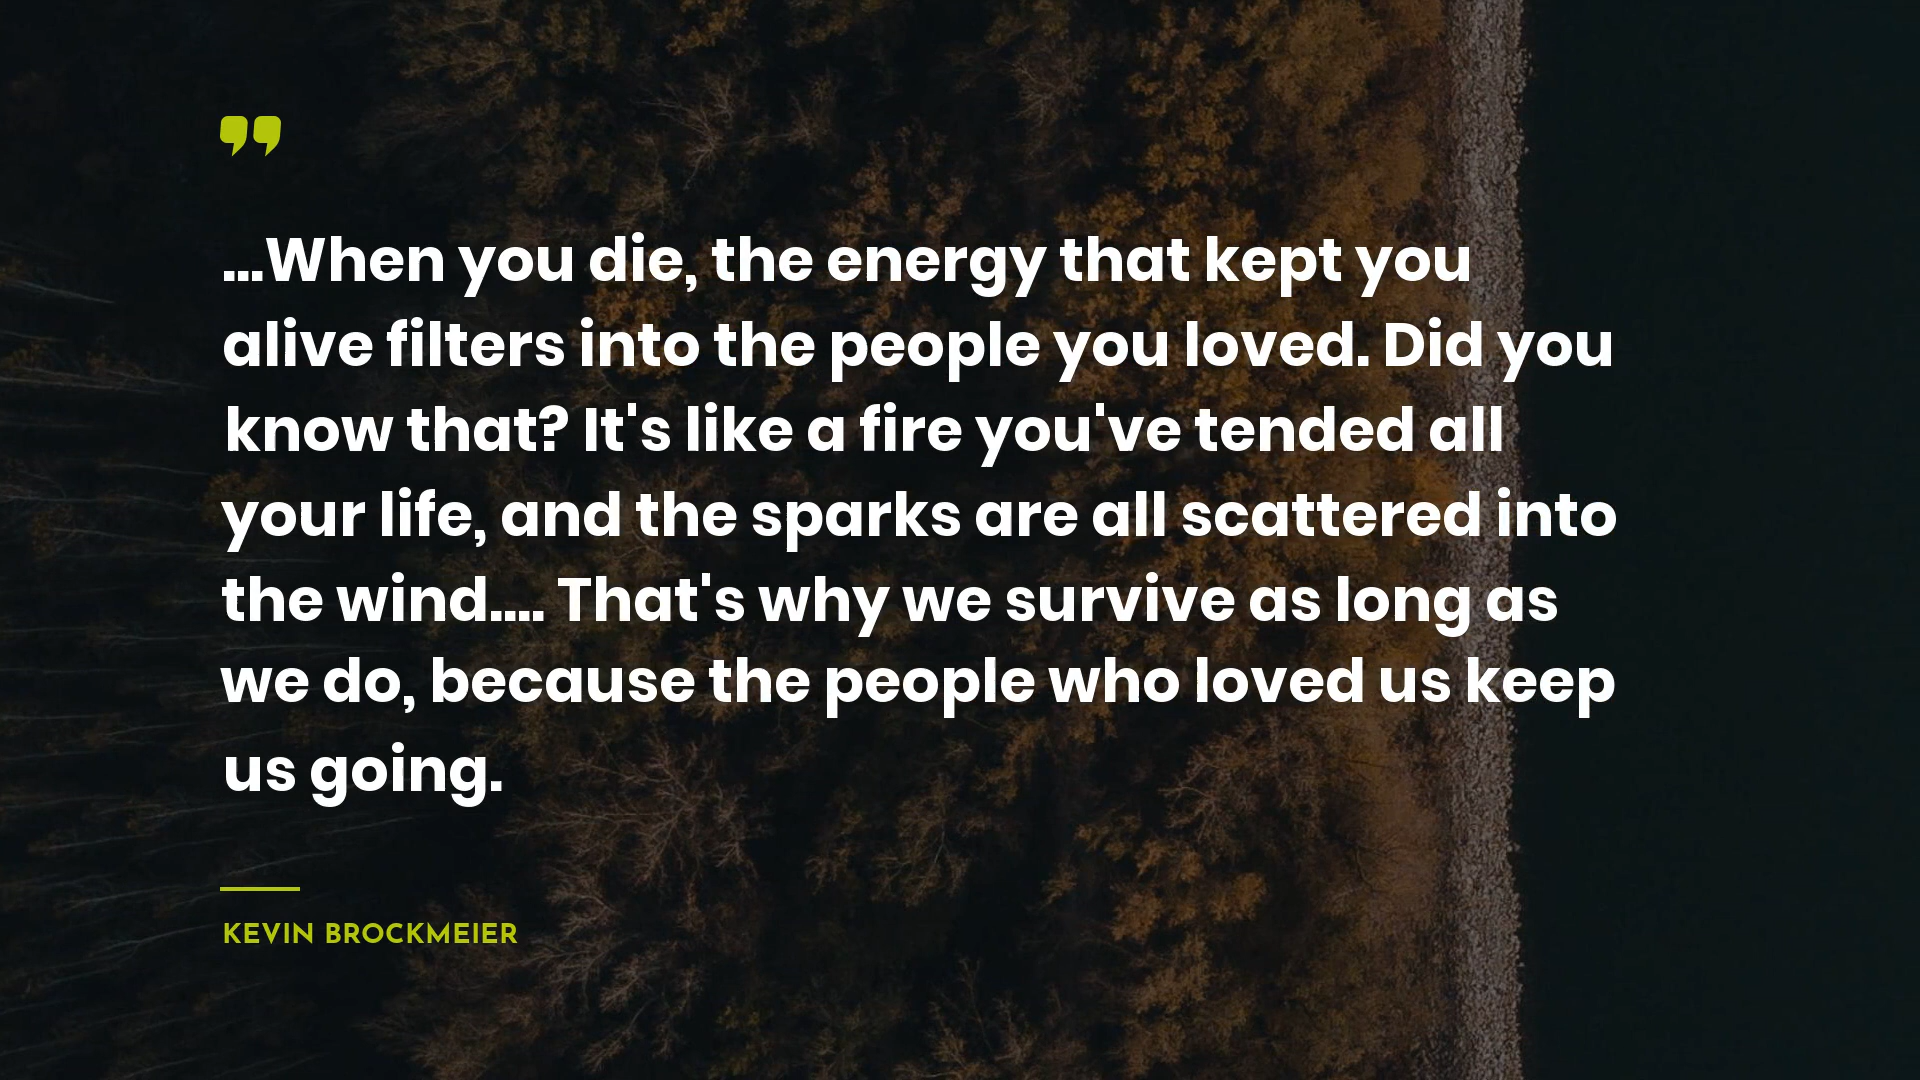 ...When you die, the energy that kept you
alive filters into the people you loved. Did you
know that? It's like a fire you've tended all
your life, and the sparks are all scattered into
the wind.... That's why we survive as long as
we do, because the people who loved us keep
us going.
KEVIN BROCKMEIER